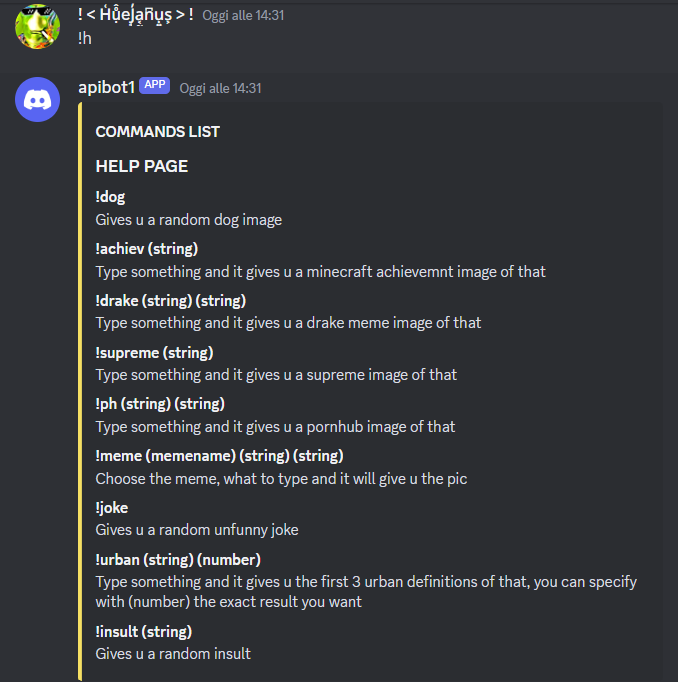 ! < H̾ṳ̊ẹj̾̾a̰n̾ṵş > ! Oggi alle 14:31
!h
apibot1 APP Oggi alle 14:31
COMMANDS LIST
HELP PAGE
!dog
Gives u a random dog image
!achiev (string)
Type something and it gives u a minecraft achievemnt image of that
!drake (string) (string)
Type something and it gives u a drake meme image of that
!supreme (string)
Type something and it gives u a supreme image of that
!ph (string) (string)
Type something and it gives u a pornhub image of that
!meme (memename) (string) (string)
Choose the meme, what to type and it will give u the pic
!joke
Gives u a random unfunny joke
!urban (string) (number)
Type something and it gives u the first 3 urban definitions of that, you can specify
with (number) the exact result you want
!insult (string)
Gives u a random insult